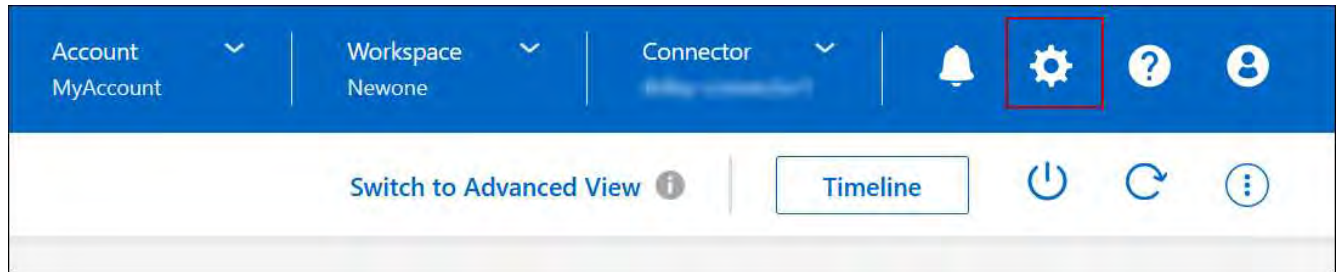 Account
MyAccount
Workspace
Newone
Connector
Switch to Advanced View
Timeline